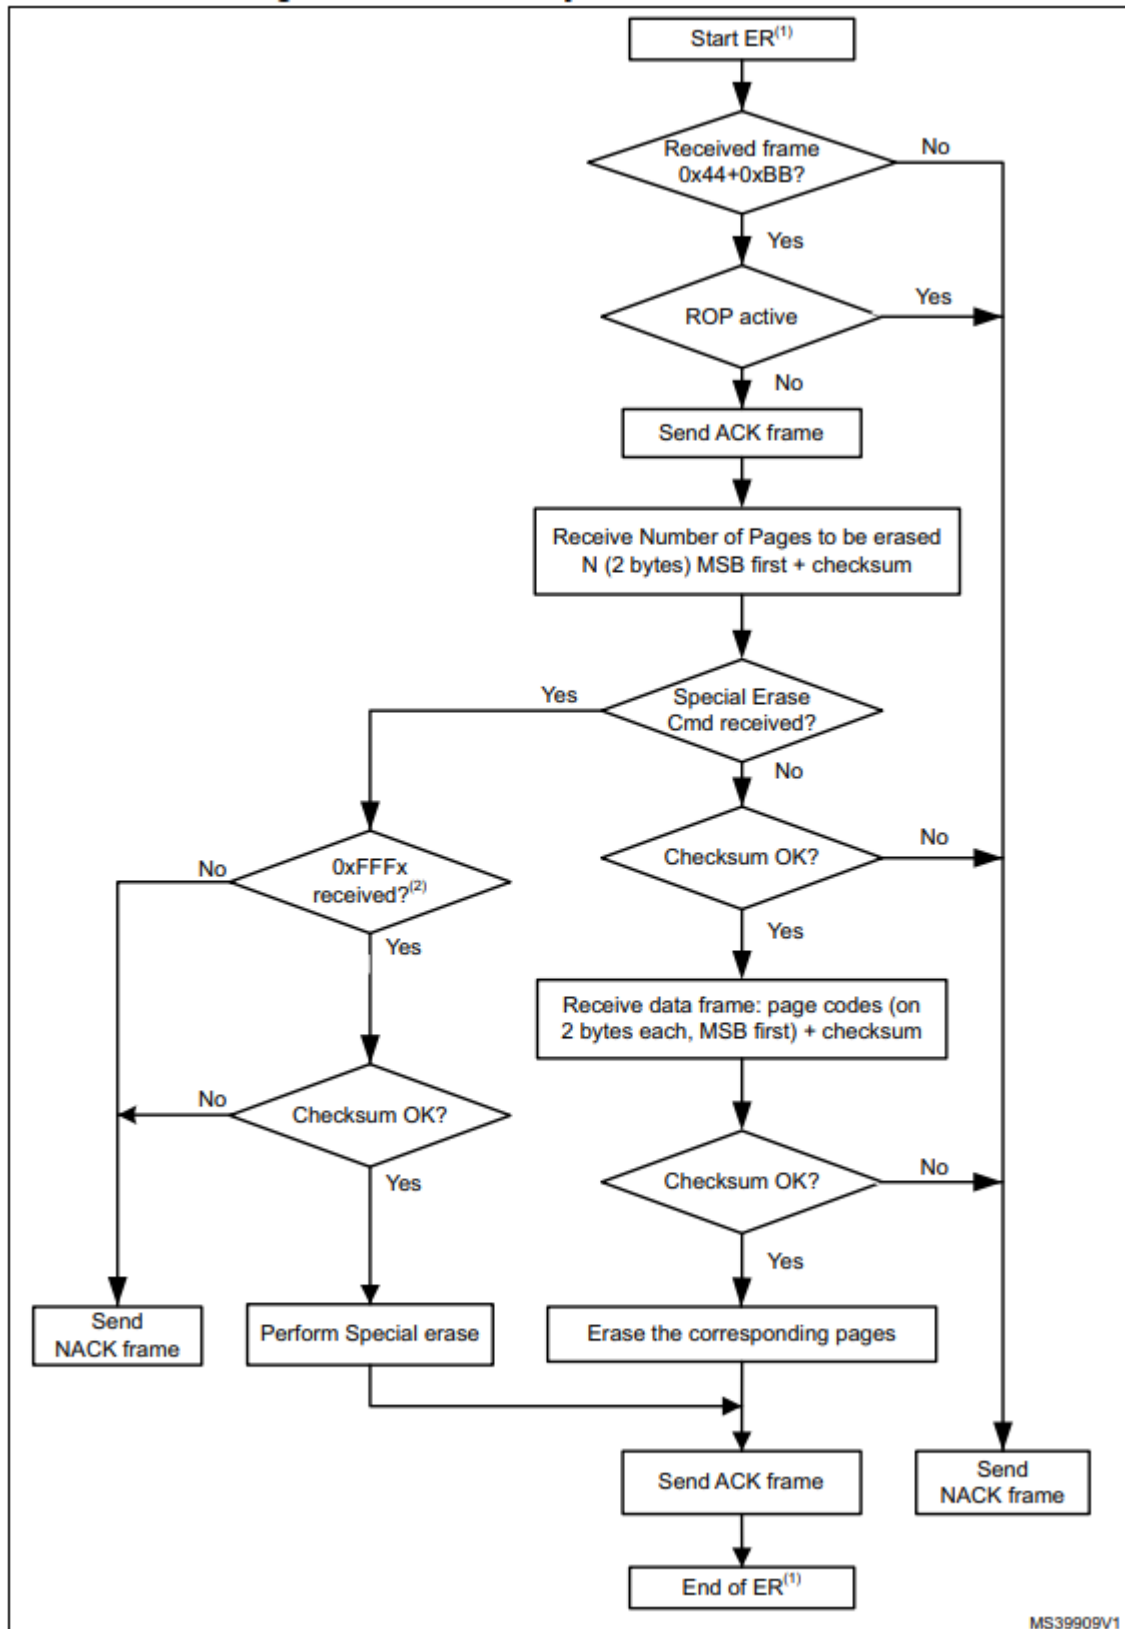 Start ER(1)
Received frame
0x44+0xBB?
No
Yes
ROP active
Yes
No
Send ACK frame
Receive Number of Pages to be erased
N (2 bytes) MSB first + checksum
Special Erase
Cmd received?
Yes
No
0xFFFx
received?(2)
No
Yes
Checksum OK?
No
Yes
Receive data frame: page codes (on
2 bytes each, MSB first) + checksum
Checksum OK?
No
Yes
Checksum OK?
No
Yes
Send
NACK frame
Perform Special erase
Erase the corresponding pages
Send ACK frame
Send
NACK frame
End of ER(1)
MS39909V1